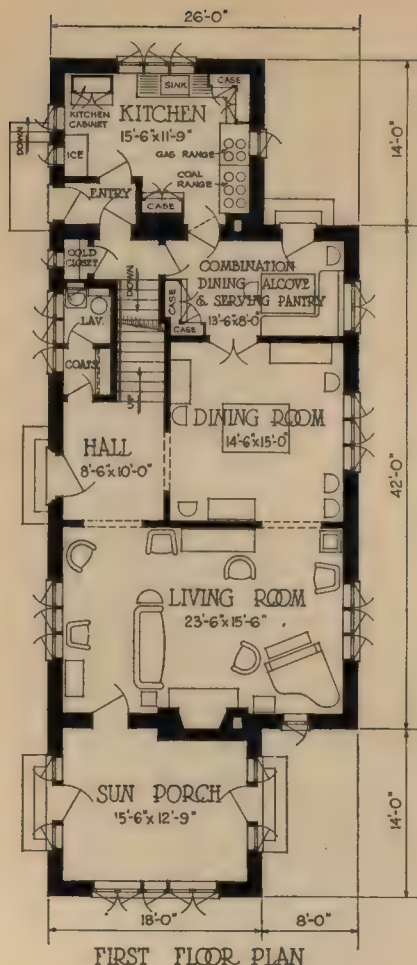 26'-0"
SINK
CASE
KITCHEN
CABINET
KITCHEN
15'-6"x11'-9"
DOWN
ICE
GAS RANGE
COAL
RANGE
14'-0"
ENTRY
CASE
COLD
CLOSET
DOWN
COMBINATION
DINING ALCOVE
& SERVING PANTRY
13'-6"x8'-0"
CASE
CASE
LAV.
COATS
UP
DINING ROOM
14'-6"x15'-0"
HALL
8'-6"x10'-0"
42'-0"
LIVING ROOM
23'-6"x15'-6"
SUN PORCH
15'-6"x12'-9"
14'-0"
18'-0"
8'-0"
FIRST FLOOR PLAN